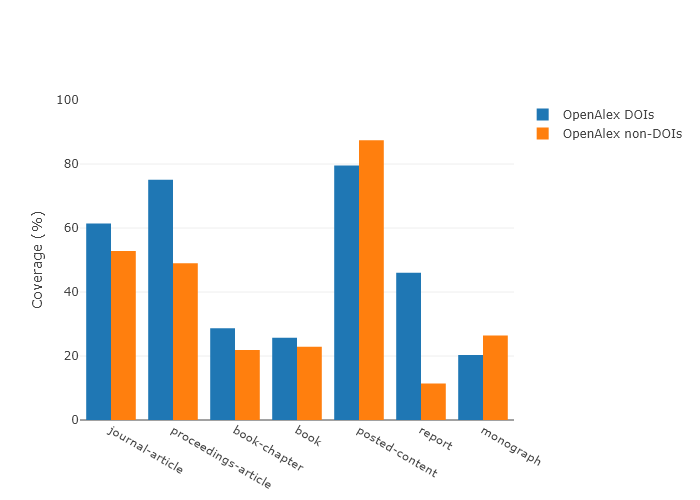 100
80
60
40
20
0
Coverage (%)
journal-article
proceedings-article
book-chapter
book
posted-content
report
monograph
OpenAlex DOIs
OpenAlex non-DOIs